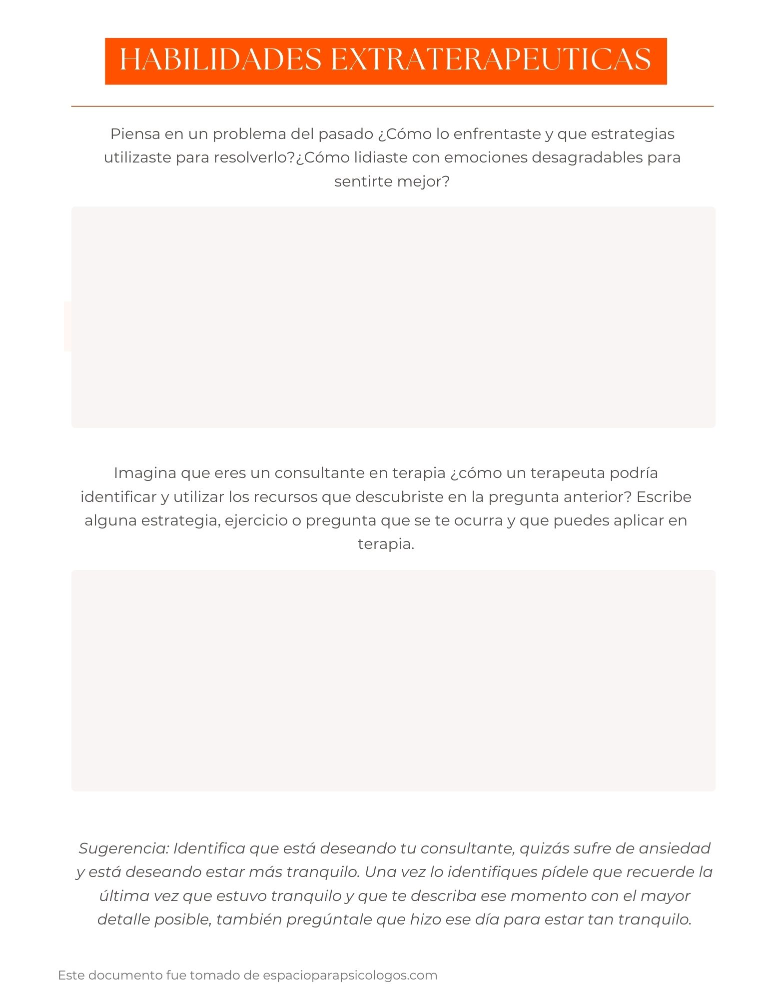 HABILIDADES EXTRATERAPEUTICAS
Piensa en un problema del pasado ¿Cómo lo enfrentaste y que estrategias
utilizaste para resolverlo?¿Cómo lidiaste con emociones desagradables para
sentirte mejor?
Imagina que eres un consultante en terapia ¿cómo un terapeuta podría
identificar y utilizar los recursos que descubriste en la pregunta anterior? Escribe
alguna estrategia, ejercicio o pregunta que se te ocurra y que puedes aplicar en
terapia.
Sugerencia: Identifica que está deseando tu consultante, quizás sufre de ansiedad
y está deseando estar más tranquilo. Una vez lo identifiques pídele que recuerde la
última vez que estuvo tranquilo y que te describa ese momento con el mayor
detalle posible, también pregúntale que hizo ese día para estar tan tranquilo.
Este documento fue tomado de espacioparapsicologos.com